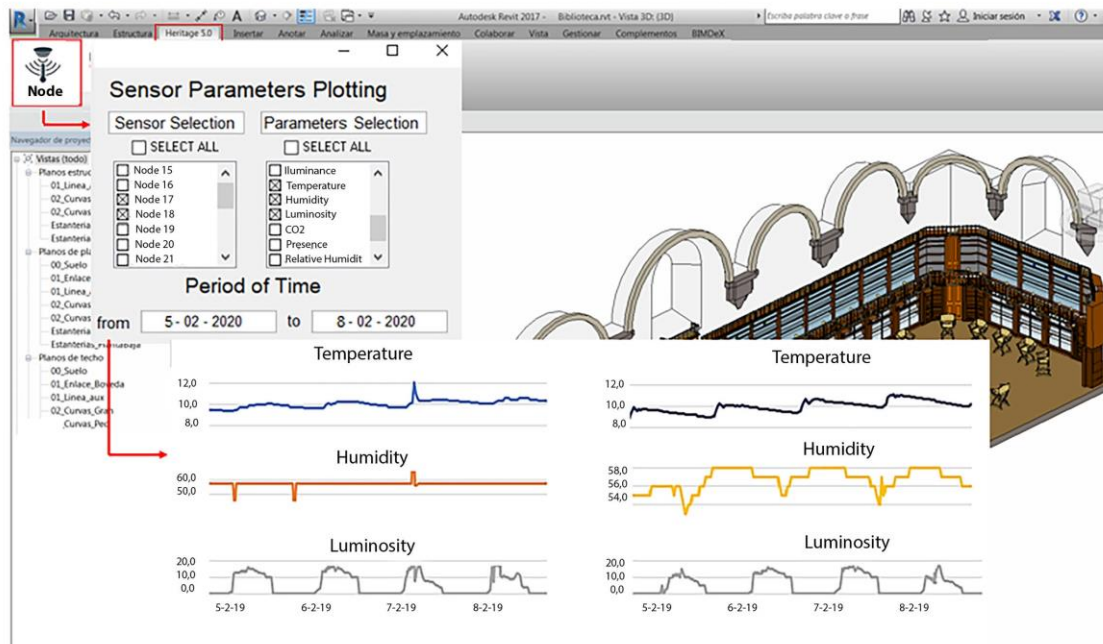 Autodesk Revit 2017 - Biblioteca.rvt - Vista 3D: {3D}
Escriba palabra clave o frase
Iniciar sesión
Arquitectura Estructura Heritage 5.0 Insertar Anotar Analizar Masa y emplazamiento Colaborar Vista Gestionar Complementos BIMDeX
Node
Sensor Parameters Plotting
Sensor Selection Parameters Selection
SELECT ALL SELECT ALL
Node 15
Node 16
Node 17
Node 18
Node 19
Node 20
Node 21
Iluminance
Temperature
Humidity
Luminosity
CO2
Presence
Relative Humidit
Period of Time
from 5 - 02 - 2020 to 8 - 02 - 2020
Navegador de proyed
Vistas (todo)
Planos estruc
01_Linea_
02_Curvas
02_Curvas
Estanteria
Estanteria
Planos de pla
00_Suelo
01_Enlace
01_Linea_
02_Curvas
02_Curvas
Estanteria
Estanterias_PlantaBaja
Planos de techo
00_Suelo
01_Enlace_Boveda
01_Linea_aux
02_Curvas_Gran
_Curvas_Peq
Temperature
12,0
10,0
8,0
Humidity
60,0
50,0
Luminosity
20,0
10,0
0,0
5-2-19 6-2-19 7-2-19 8-2-19
Temperature
12,0
10,0
8,0
Humidity
58,0
56,0
54,0
Luminosity
20,0
10,0
0,0
5-2-19 6-2-19 7-2-19 8-2-19